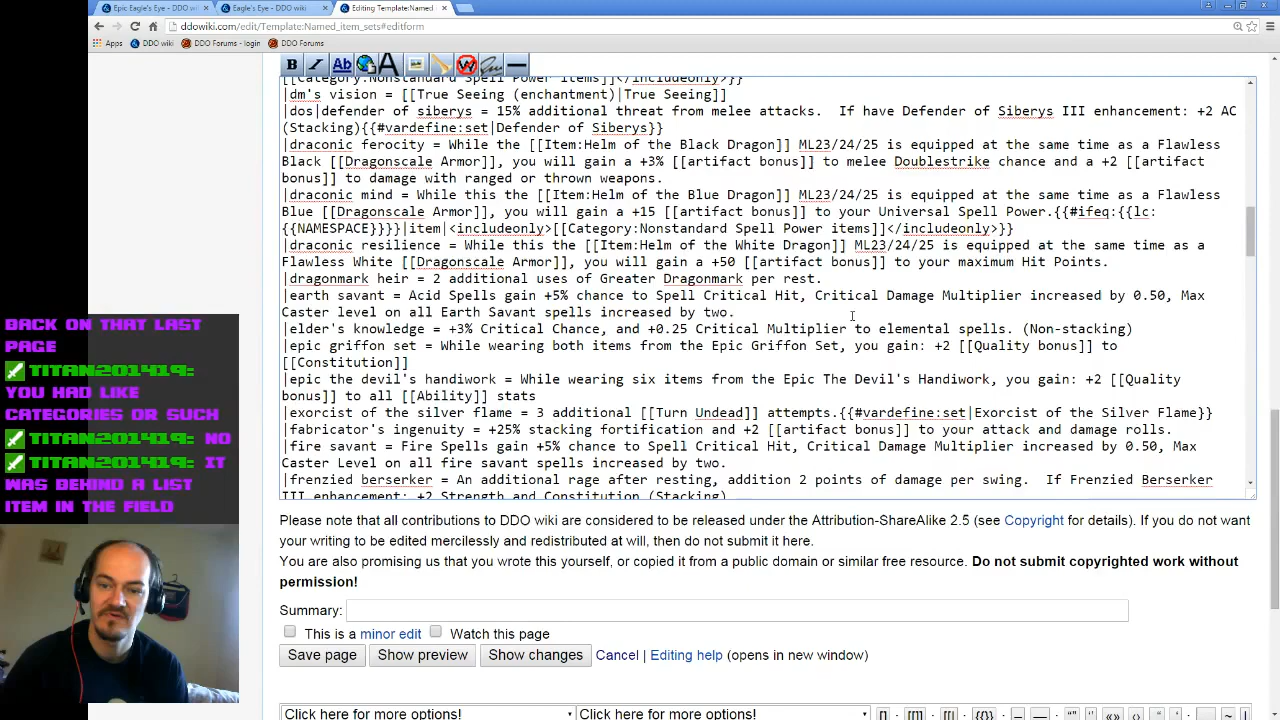 Epic Eagle's Eye - DDO wi
Eagle's Eye - DDO wiki
Editing Template:Named
ddowiki.com/edit/Template:Named_item_sets#editform
Apps
DDO wiki
DDO Forums - login
DDO Forums
B I Ab A W
[[Category:Nonstandard Spell Power items]]</includeonly>}}
|dm's vision = [[True Seeing (enchantment)|True Seeing]]
|dos|defender of siberys = 15% additional threat from melee attacks.  If have Defender of Siberys III enhancement: +2 AC
(Stacking){{#vardefine:set|Defender of Siberys}}
|draconic ferocity = While the [[Item:Helm of the Black Dragon]] ML23/24/25 is equipped at the same time as a Flawless
Black [[Dragonscale Armor]], you will gain a +3% [[artifact bonus]] to melee Doublestrike chance and a +2 [[artifact
bonus]] to damage with ranged or thrown weapons.
|draconic mind = While this the [[Item:Helm of the Blue Dragon]] ML23/24/25 is equipped at the same time as a Flawless
Blue [[Dragonscale Armor]], you will gain a +15 [[artifact bonus]] to your Universal Spell Power.{{#ifeq:{{lc:
{{NAMESPACE}}}}|item|<includeonly>[[Category:Nonstandard Spell Power items]]</includeonly>}}
|draconic resilience = While this the [[Item:Helm of the White Dragon]] ML23/24/25 is equipped at the same time as a
Flawless White [[Dragonscale Armor]], you will gain a +50 [[artifact bonus]] to your maximum Hit Points.
|dragonmark heir = 2 additional uses of Greater Dragonmark per rest.
|earth savant = Acid Spells gain +5% chance to Spell Critical Hit, Critical Damage Multiplier increased by 0.50, Max
Caster level on all Earth Savant spells increased by two.
|elder's knowledge = +3% Critical Chance, and +0.25 Critical Multiplier to elemental spells. (Non-stacking)
|epic griffon set = While wearing both items from the Epic Griffon Set, you gain: +2 [[Quality bonus]] to
[[Constitution]]
|epic the devil's handiwork = While wearing six items from the Epic The Devil's Handiwork, you gain: +2 [[Quality
bonus]] to all [[Ability]] stats
|exorcist of the silver flame = 3 additional [[Turn Undead]] attempts.{{#vardefine:set|Exorcist of the Silver Flame}}
|fabricator's ingenuity = +25% stacking fortification and +2 [[artifact bonus]] to your attack and damage rolls.
|fire savant = Fire Spells gain +5% chance to Spell Critical Hit, Critical Damage Multiplier increased by 0.50, Max
Caster Level on all fire savant spells increased by two.
|frenzied berserker = An additional rage after resting, addition 2 points of damage per swing.  If Frenzied Berserker
III enhancement: +2 Strength and Constitution (Stacking)
BACK ON THAT LAST
PAGE
TITAN201419:
YOU HAD LIKE
CATEGORIES OR SUCH
TITAN201419: NO
TITAN201419: IT
WAS BEHIND A LIST
ITEM IN THE FIELD
Please note that all contributions to DDO wiki are considered to be released under the Attribution-ShareAlike 2.5 (see Copyright for details). If you do not want
your writing to be edited mercilessly and redistributed at will, then do not submit it here.
You are also promising us that you wrote this yourself, or copied it from a public domain or similar free resource. Do not submit copyrighted work without
permission!
Summary:
This is a minor edit
Watch this page
Save page
Show preview
Show changes
Cancel | Editing help (opens in new window)
Click here for more options!
Click here for more options!